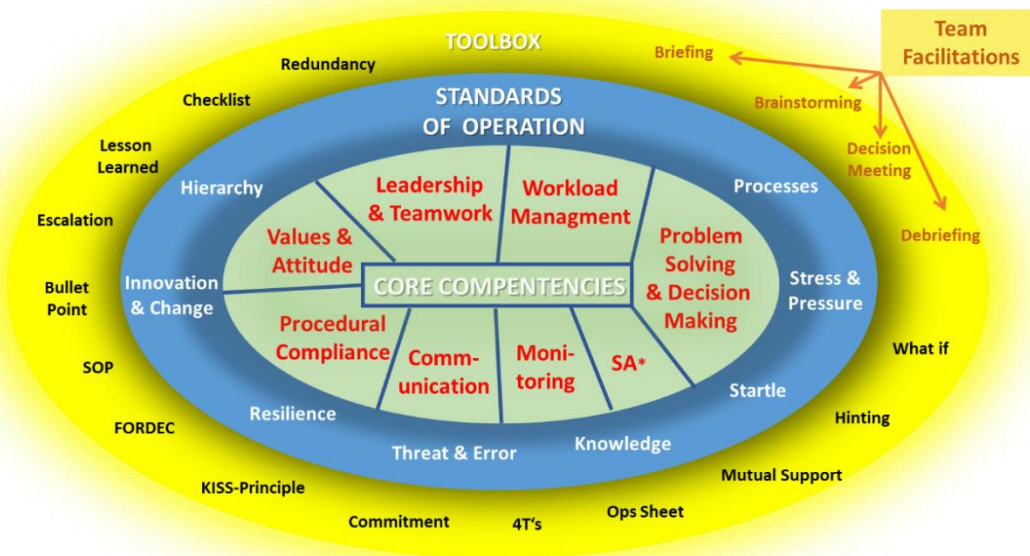 Team
Facilitations
TOOLBOX
Briefing
Redundancy
Checklist
Brainstorming
STANDARDS
OF OPERATION
Lesson
Learned
Decision
Meeting
Hierarchy
Leadership
& Teamwork
Workload
Managment
Processes
Escalation
Values &
Attitude
Problem
Solving
& Decision
Making
Debriefing
Bullet
Point
Innovation
& Change
CORE COMPENTENCIES
Stress &
Pressure
Procedural
Compliance
Comm-
unication
Moni-
toring
SA*
What if
SOP
Resilience
Startle
FORDEC
Threat & Error
Knowledge
Hinting
KISS-Principle
Mutual Support
Commitment
4T's
Ops Sheet